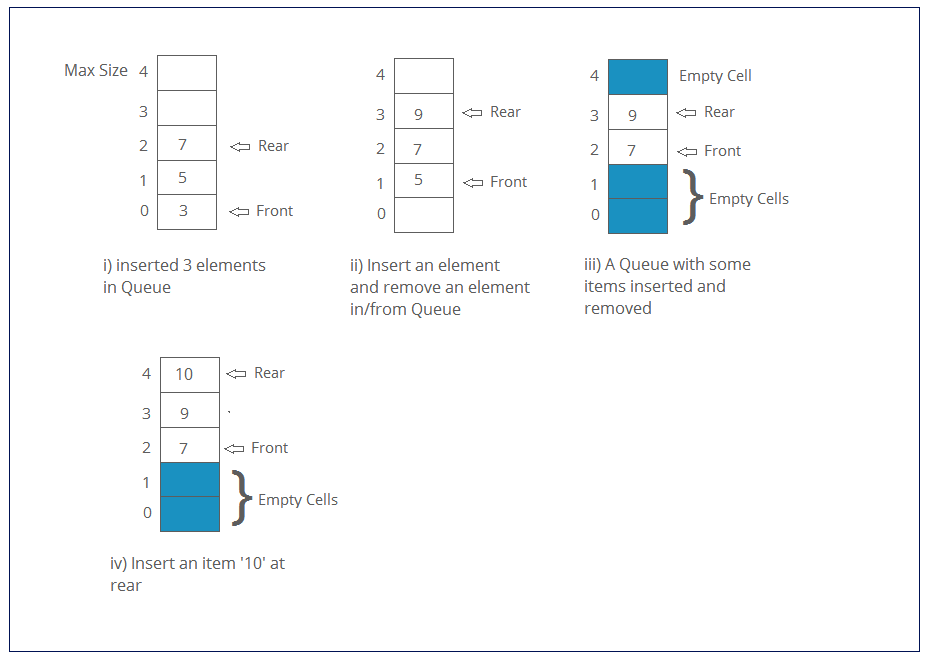 Max Size 4
3
2 7 Rear
1 5
0 3 Front
i) inserted 3 elements
in Queue
4
3 9 Rear
2 7
1 5 Front
0
ii) Insert an element
and remove an element
in/from Queue
4 Empty Cell
3 9 Rear
2 7 Front
1
Empty Cells
0
iii) A Queue with some
items inserted and
removed
4 10 Rear
3 9
2 7 Front
1
Empty Cells
0
iv) Insert an item '10' at
rear